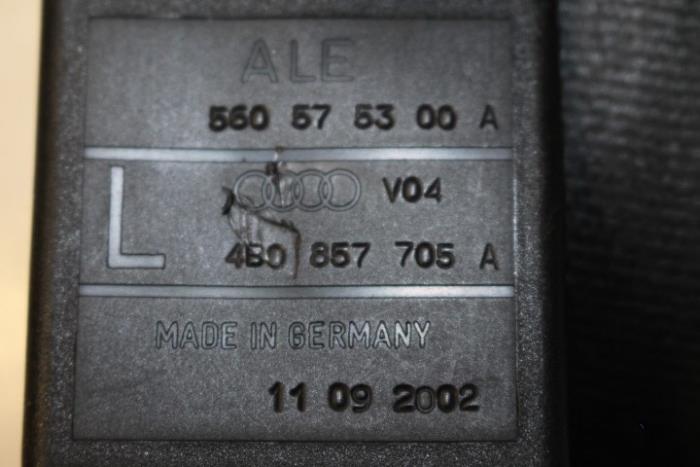 ALE
560 57 53 00 A
L V04
4B0 857 705 A
MADE IN GERMANY
11 09 2002